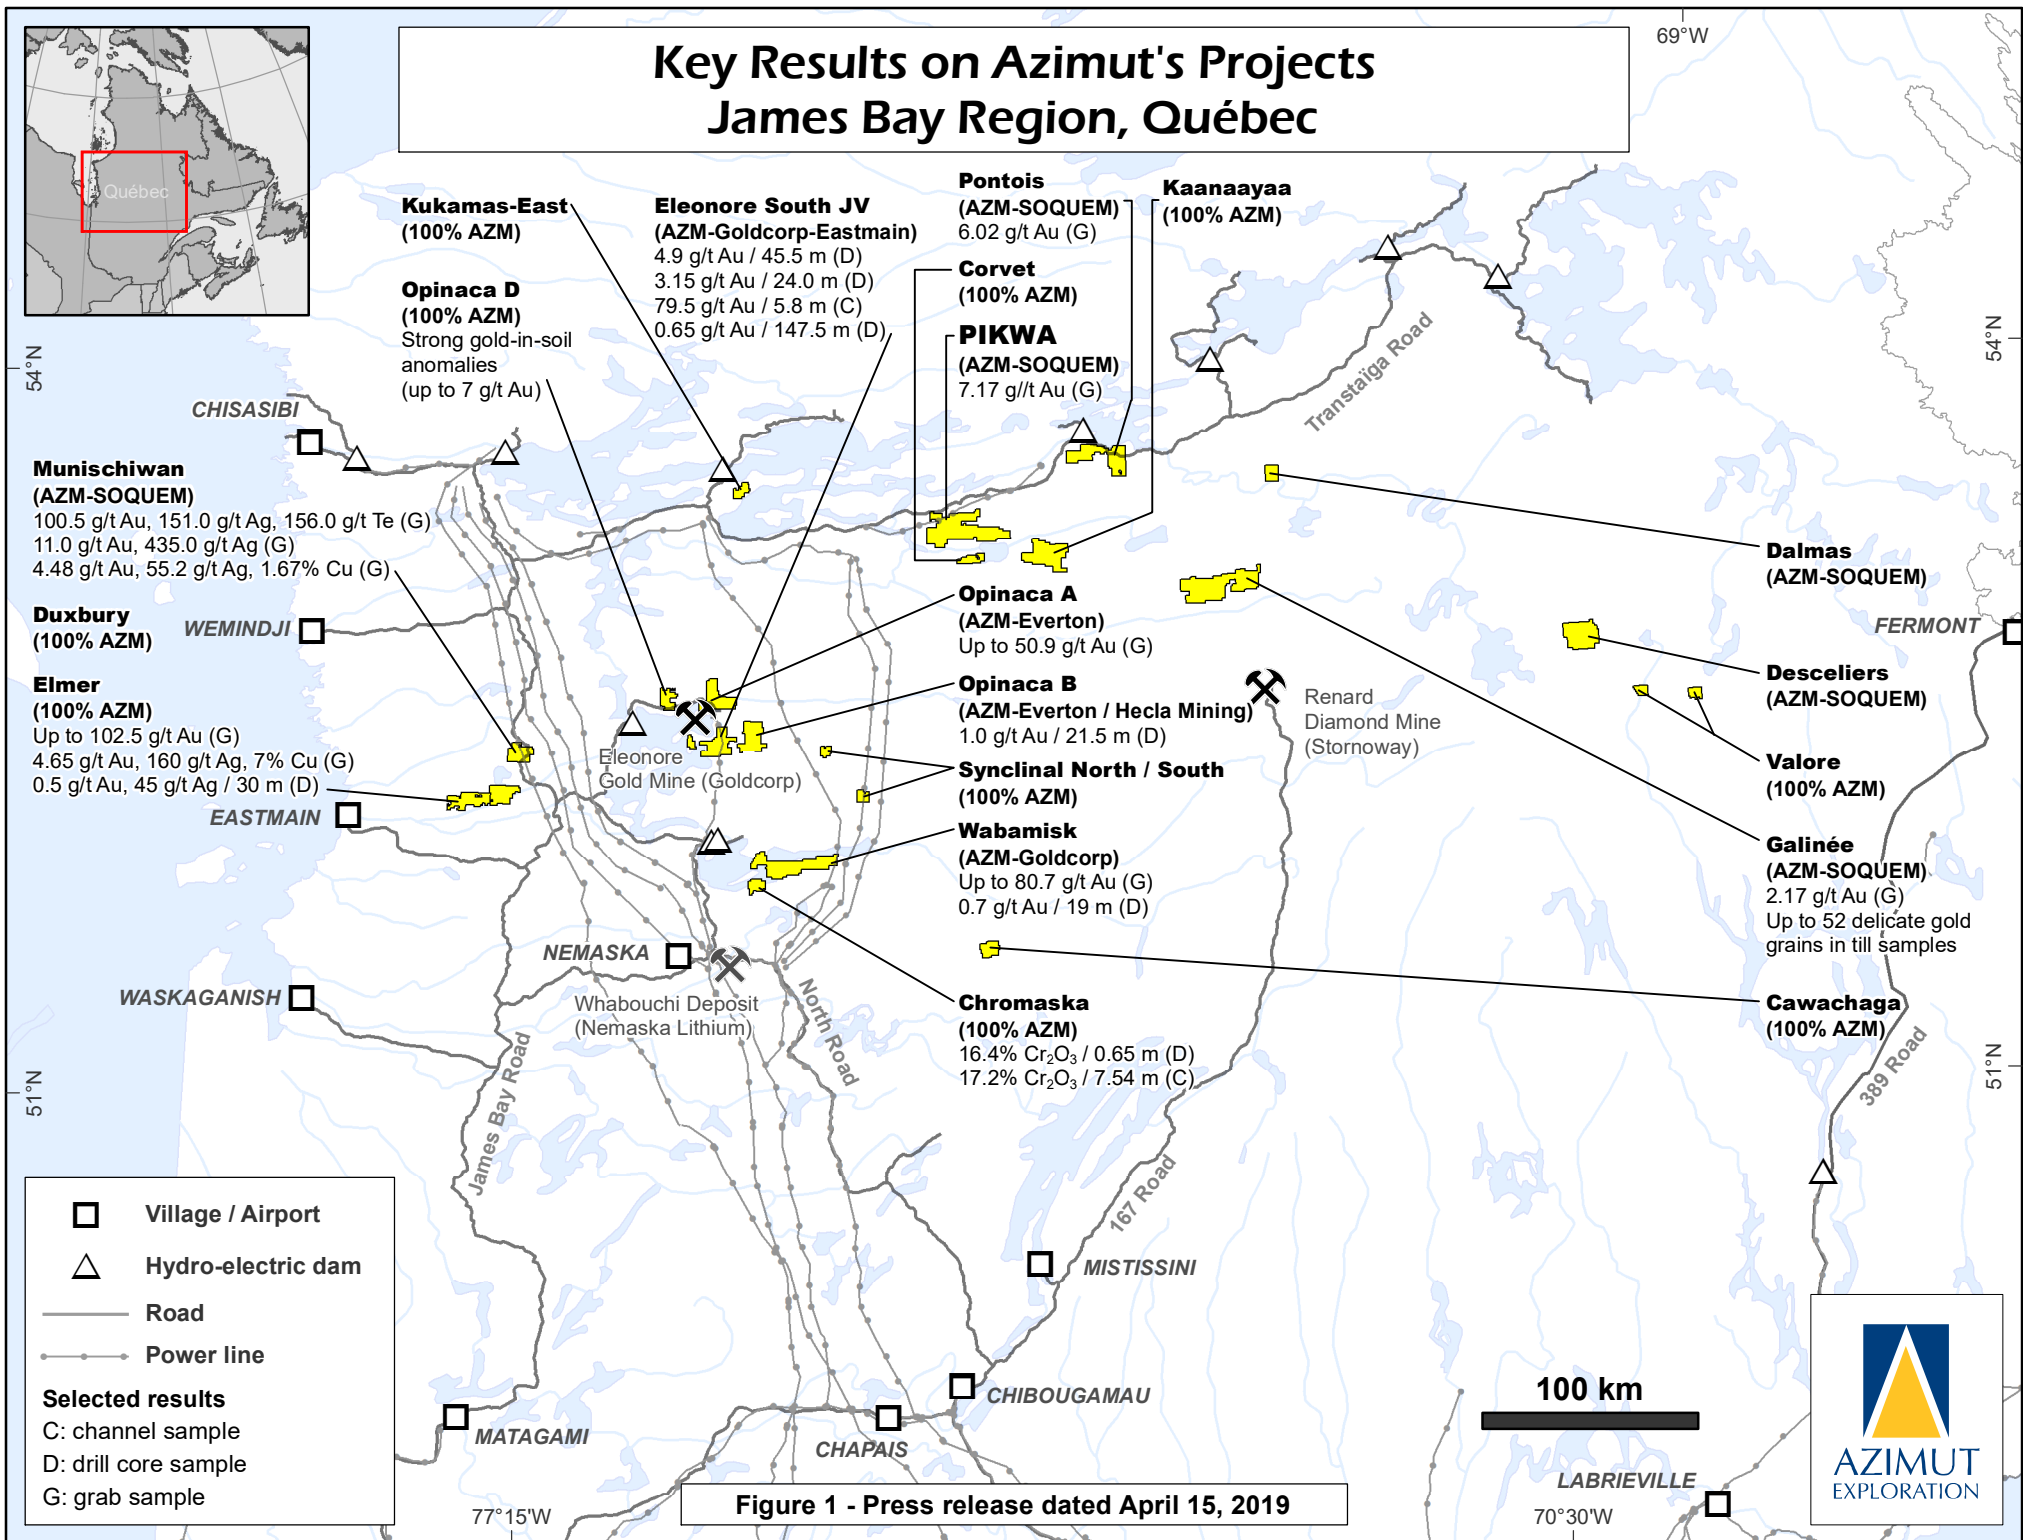 Key Results on Azimut's Projects
James Bay Region, Québec
69°W
Québec
Kukamas-East
(100% AZM)
Eleonore South JV
(AZM-Goldcorp-Eastmain)
4.9 g/t Au / 45.5 m (D)
3.15 g/t Au / 24.0 m (D)
79.5 g/t Au / 5.8 m (C)
0.65 g/t Au / 147.5 m (D)
Pontois
(AZM-SOQUEM)
6.02 g/t Au (G)
Kaanaayaa
(100% AZM)
Corvet
(100% AZM)
PIKWA
(AZM-SOQUEM)
7.17 g//t Au (G)
Opinaca D
(100% AZM)
Strong gold-in-soil
anomalies
(up to 7 g/t Au)
54°N
54°N
Transtaïga Road
CHISASIBI
Munischiwan
(AZM-SOQUEM)
100.5 g/t Au, 151.0 g/t Ag, 156.0 g/t Te (G)
11.0 g/t Au, 435.0 g/t Ag (G)
4.48 g/t Au, 55.2 g/t Ag, 1.67% Cu (G)
Duxbury
(100% AZM)
WEMINDJI
Elmer
(100% AZM)
Up to 102.5 g/t Au (G)
4.65 g/t Au, 160 g/t Ag, 7% Cu (G)
0.5 g/t Au, 45 g/t Ag / 30 m (D)
EASTMAIN
Dalmas
(AZM-SOQUEM)
FERMONT
Opinaca A
(AZM-Everton)
Up to 50.9 g/t Au (G)
Opinaca B
(AZM-Everton / Hecla Mining)
1.0 g/t Au / 21.5 m (D)
Synclinal North / South
(100% AZM)
Wabamisk
(AZM-Goldcorp)
Up to 80.7 g/t Au (G)
0.7 g/t Au / 19 m (D)
Eleonore
Gold Mine (Goldcorp)
Renard
Diamond Mine
(Stornoway)
Desceliers
(AZM-SOQUEM)
Valore
(100% AZM)
Galinée
(AZM-SOQUEM)
2.17 g/t Au (G)
Up to 52 delicate gold
grains in till samples
Cawachaga
(100% AZM)
NEMASKA
WASKAGANISH
Whabouchi Deposit
(Nemaska Lithium)
Chromaska
(100% AZM)
16.4% Cr₂O₃ / 0.65 m (D)
17.2% Cr₂O₃ / 7.54 m (C)
North Road
James Bay Road
389 Road
51°N
51°N
167 Road
MISTISSINI
CHIBOUGAMAU
CHAPAIS
MATAGAMI
LABRIEVILLE
Village / Airport
Hydro-electric dam
Road
Power line
Selected results
C: channel sample
D: drill core sample
G: grab sample
100 km
AZIMUT
EXPLORATION
77°15'W
Figure 1 - Press release dated April 15, 2019
70°30'W